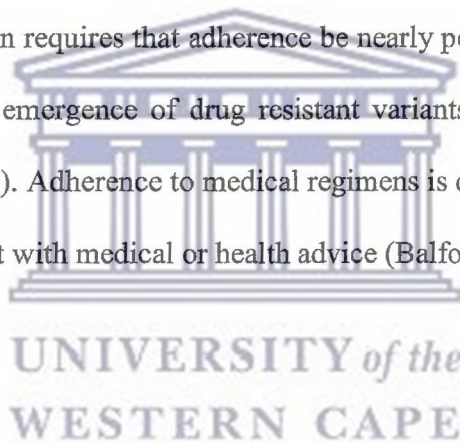 n requires that adherence be nearly pe
emergence of drug resistant variants
). Adherence to medical regimens is
t with medical or health advice (Balfo
UNIVERSITY of the
WESTERN CAPE